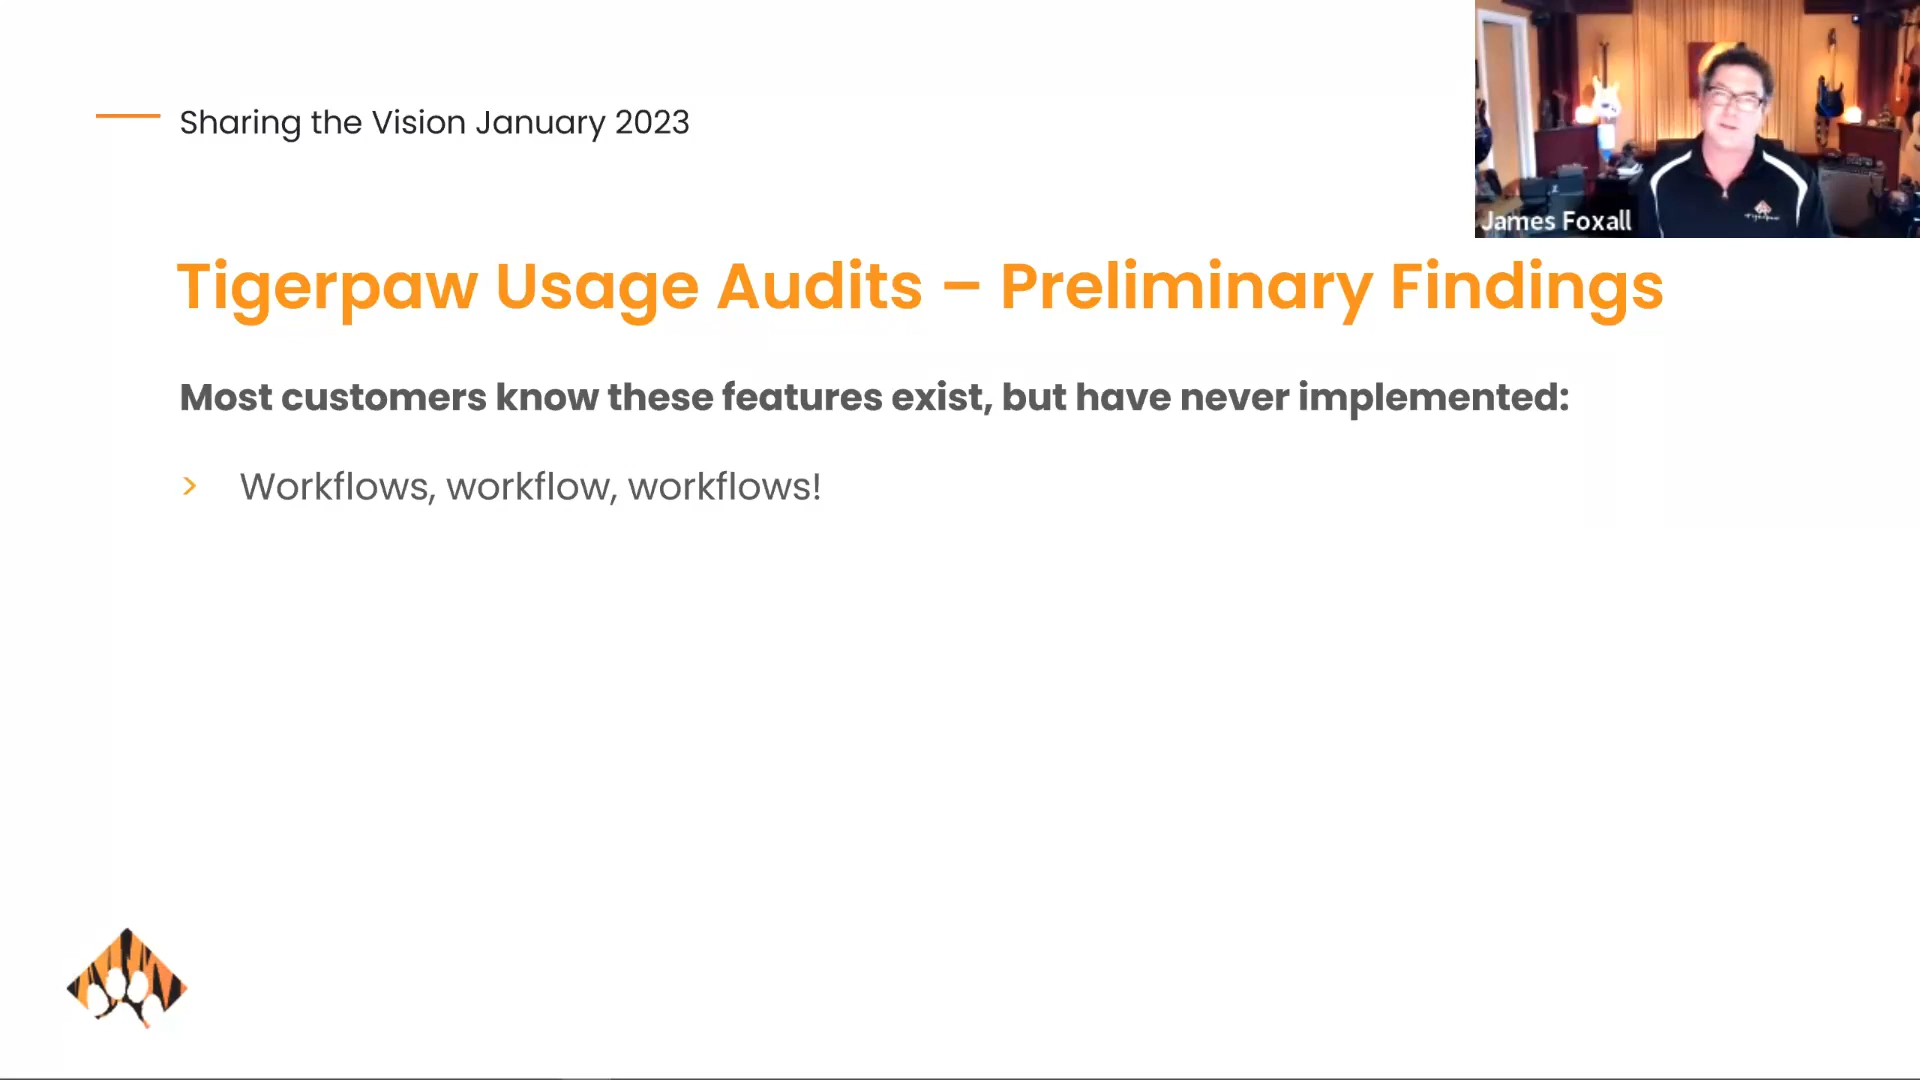 Sharing the Vision January 2023
James Foxall
Tigerpaw Usage Audits – Preliminary Findings
Most customers know these features exist, but have never implemented:
> Workflows, workflow, workflows!